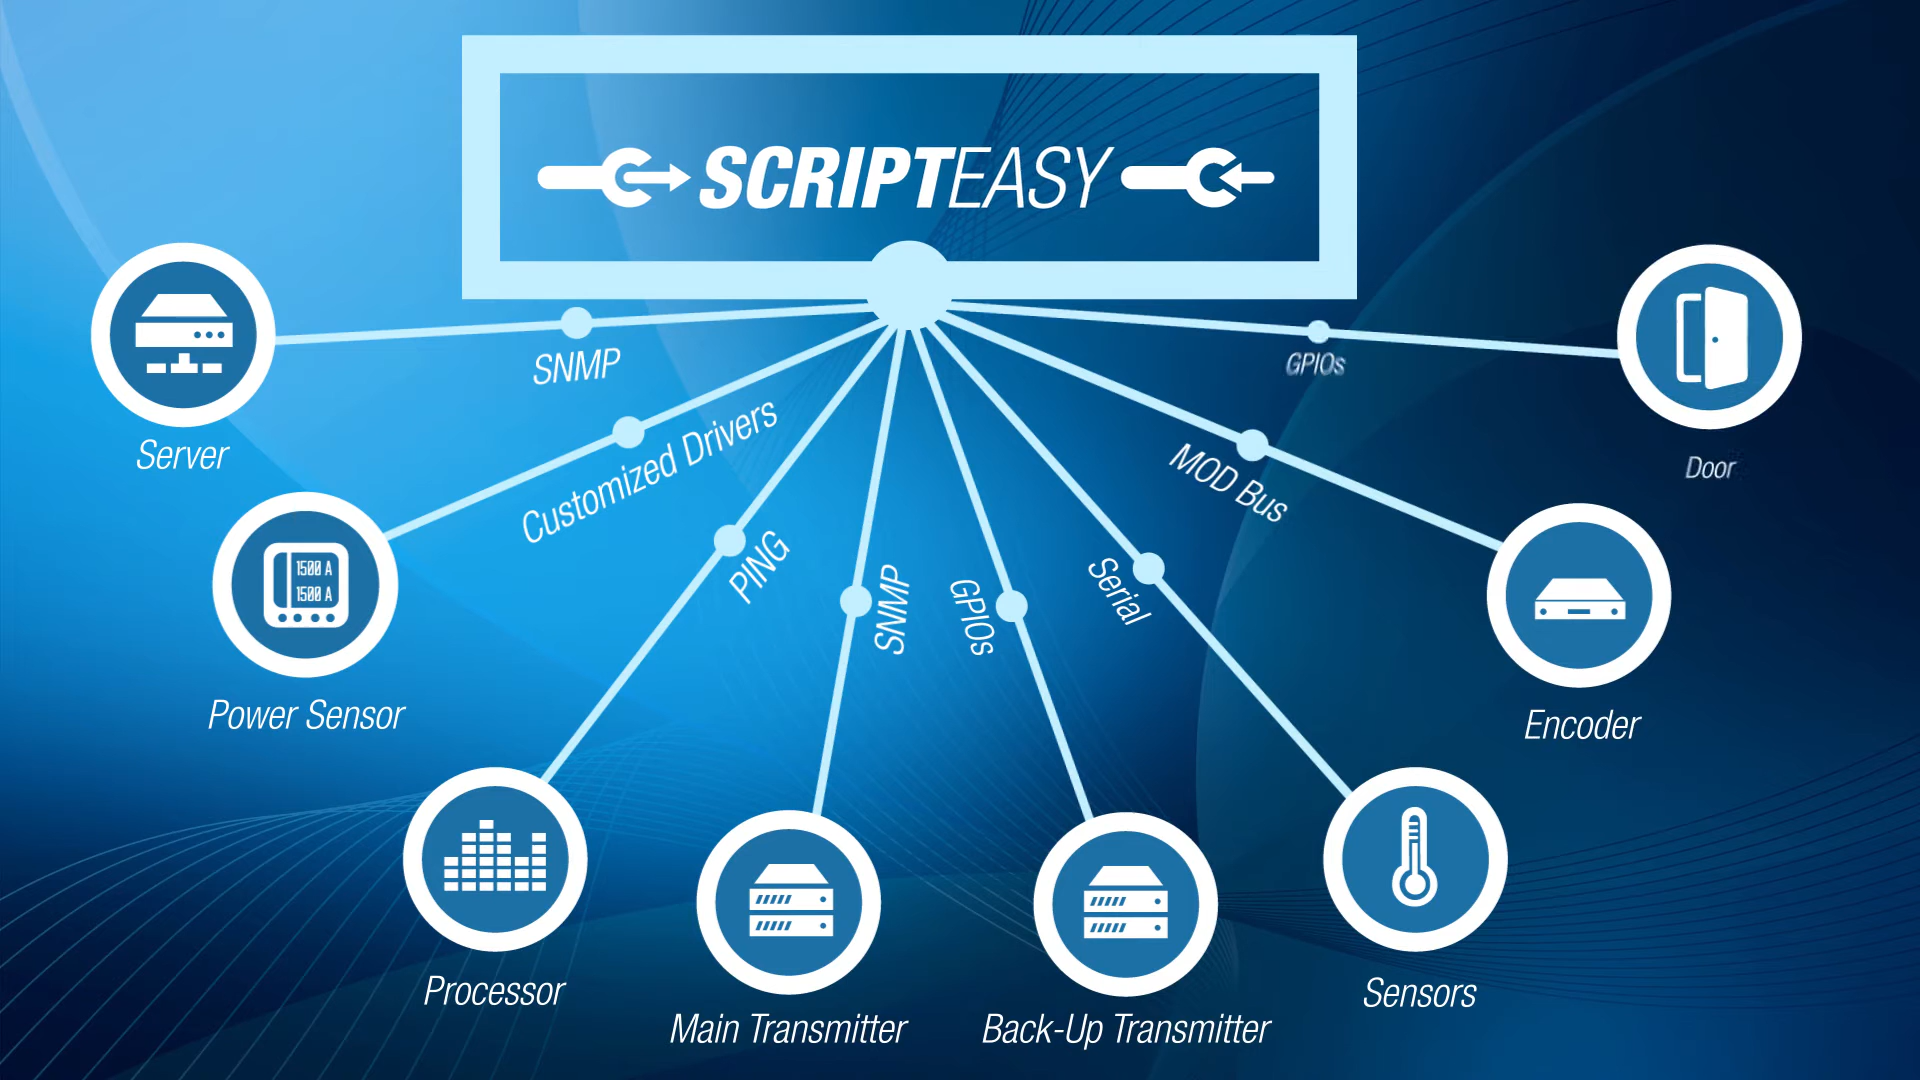 SCRIPTEASY
SNMP
GPIOs
Server
Customized Drivers
MOD Bus
Door
PING
SNMP
GPIOs
Serial
1500 A
1500 A
Power Sensor
Encoder
Processor
Main Transmitter
Back-Up Transmitter
Sensors